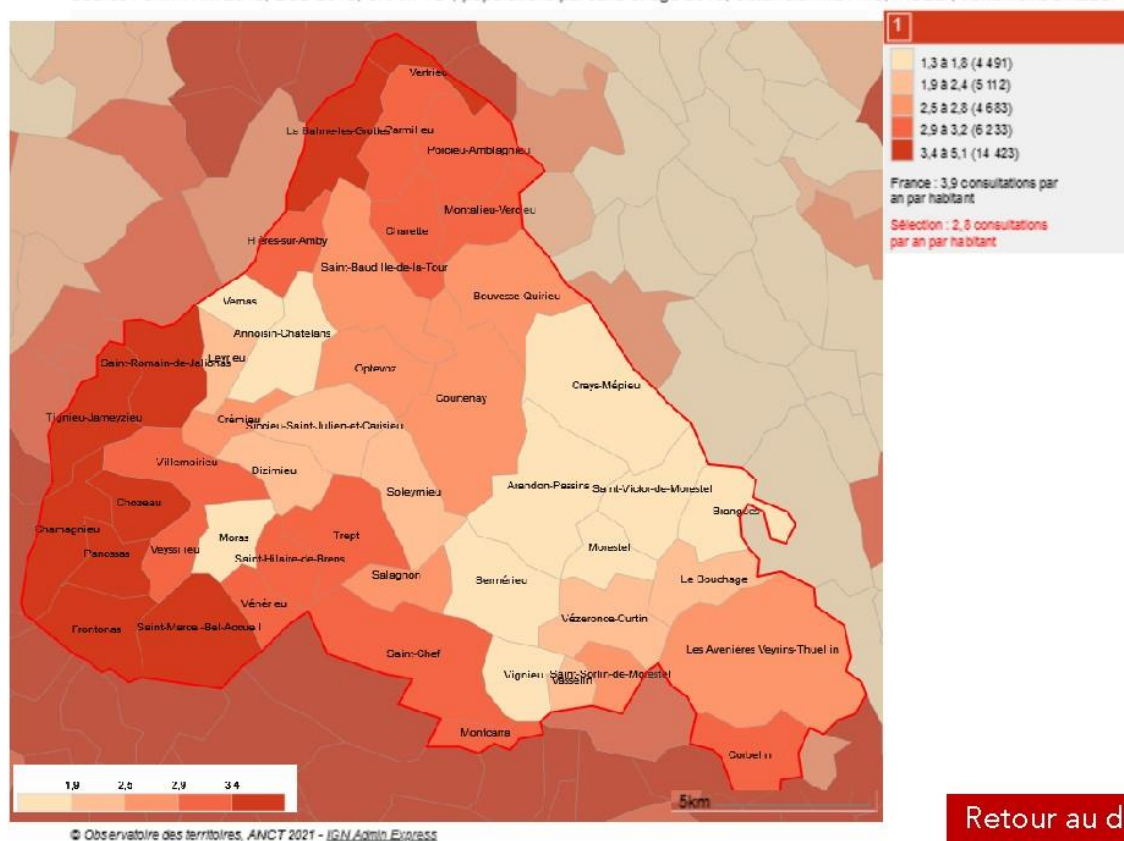 1
1,3 à 1,8 (4 491)
1,9 à 2,4 (5 112)
2,5 à 2,8 (4 683)
2,9 à 3,2 (6 233)
3,4 à 5,1 (14 423)
France : 3,9 consultations par
an par habitant
Sélection : 2,8 consultations
par an par habitant
Vertrieu
La Balme-les-Grottes
Parmilieu
Porcieu-Amblagnieu
Montalieu-Vercieu
Charette
Hières-sur-Amby
Saint-Baudille-de-la-Tour
Bouvesse-Quirieu
Vernas
Annoisin-Chatelans
Leyrieu
Saint-Romain-de-Jalionas
Optevoz
Creys-Mépieu
Courtenay
Tignieu-Jameyzieu
Crémieu
Siccieu-Saint-Julien-et-Carisieu
Villemoirieu
Dizimieu
Soleymieu
Arandon-Passins
Saint-Victor-de-Morestel
Chozeau
Brangues
Chamagnieu
Moras
Trept
Panossas
Veyssilieu
Saint-Hilaire-de-Brens
Morestel
Salagnon
Sermérieu
Le Bouchage
Vénérieu
Vézeronce-Curtin
Frontonas
Saint-Marcel-Bel-Accueil
Saint-Chef
Les Avenières Veyrins-Thuellin
Vignieu
Vasselin
Saint-Sorlin-de-Morestel
Montcarra
Corbelin
1,9 2,5 2,9 3,4
5km
© Observatoire des territoires, ANCT 2021 - IGN Admin Express
Retour au d